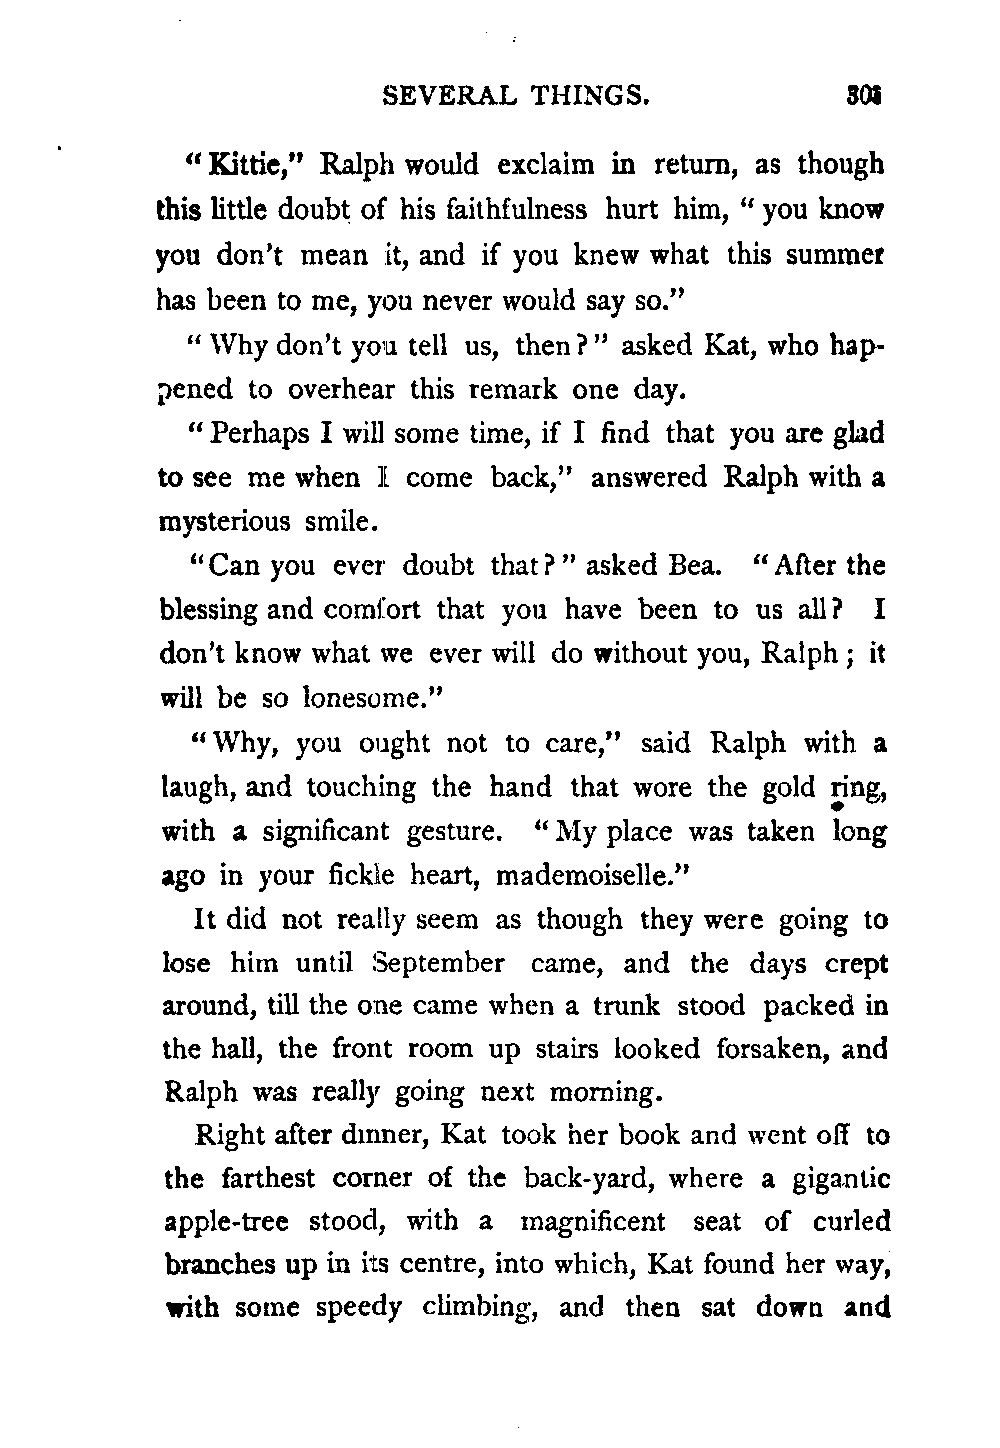 SEVERAL THINGS.
"Kittie," Ralph would exclaim in return, as though
this little doubt of his faithfulness hurt him, "you know
you don't mean it, and if you knew what this summer
has been to me, you never would say so."
"Why don't you tell us, then?" asked Kat, who hap-
pened to overhear this remark one day.
"Perhaps I will some time, if I find that you are glad
to see me when I come back," answered Ralph with a
mysterious smile.
"Can you ever doubt that?" asked Bea. "After the
blessing and comfort that you have been to us all? I
don't know what we ever will do without you, Ralph; it
will be so lonesome."
"Why, you ought not to care," said Ralph with a
laugh, and touching the hand that wore the gold ring,
with a significant gesture. "My place was taken long
ago in your fickle heart, mademoiselle."
It did not really seem as though they were going to
lose him until September came, and the days crept
around, till the one came when a trunk stood packed in
the hall, the front room up stairs looked forsaken, and
Ralph was really going next morning.
Right after dinner, Kat took her book and went off to
the farthest corner of the back-yard, where a gigantic
apple-tree stood, with a magnificent seat of curled
branches up in its centre, into which, Kat found her way,
with some speedy climbing, and then sat down and